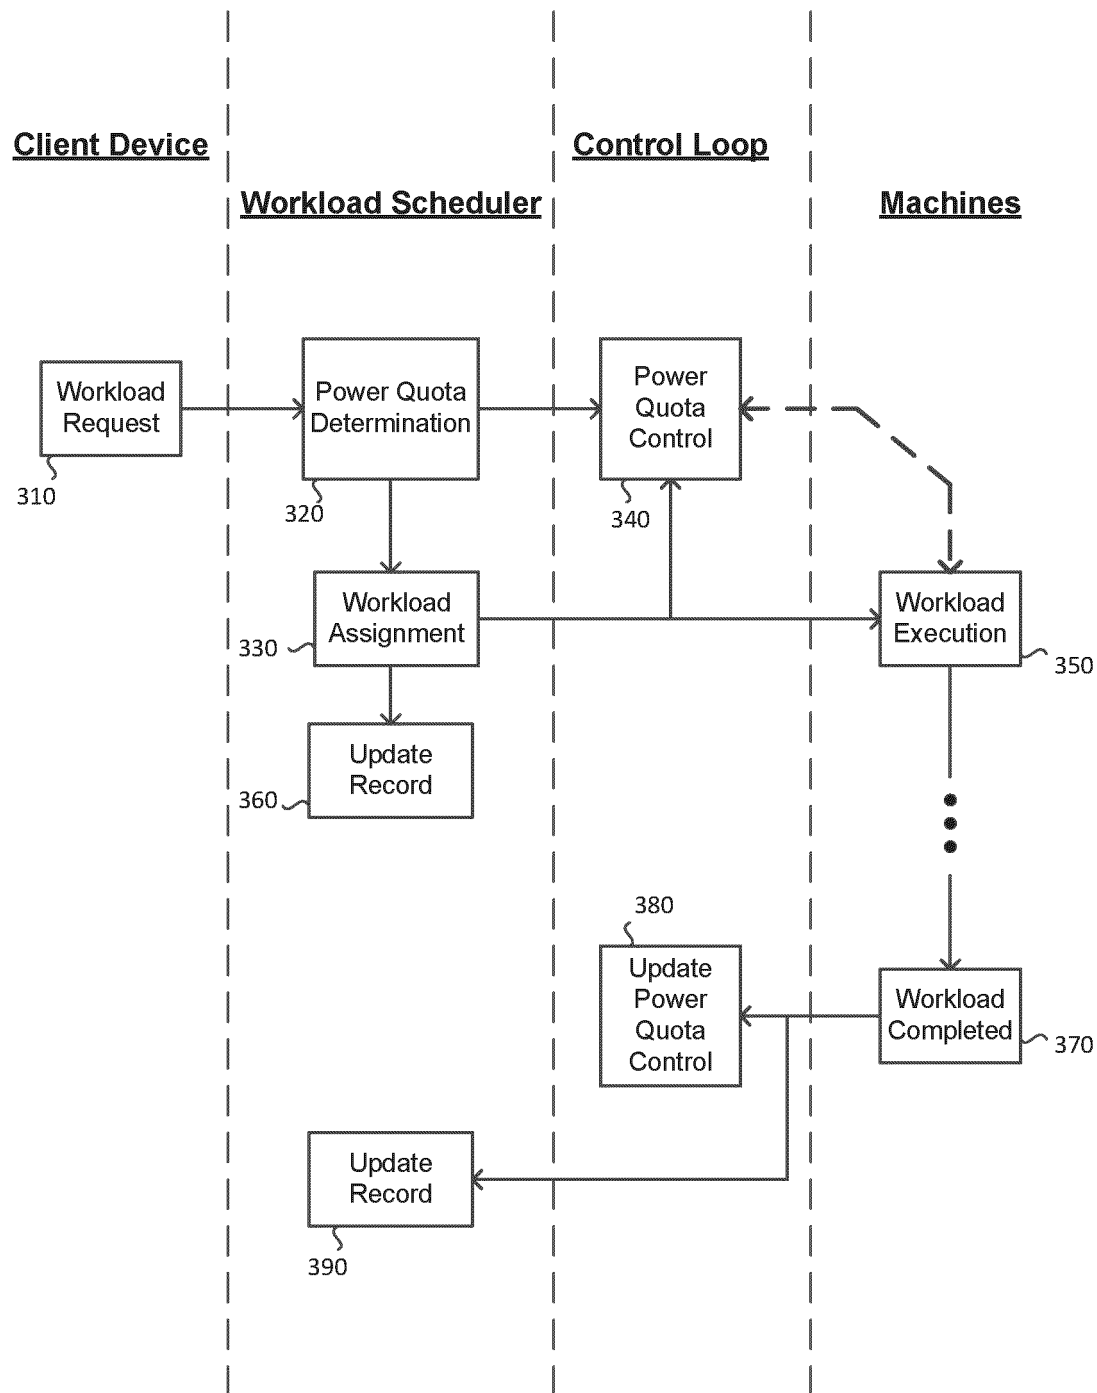 Client Device
Control Loop
Workload Scheduler
Machines
Workload
Request
310
Power Quota
Determination
320
Power
Quota
Control
340
Workload
Assignment
330
Workload
Execution
350
Update
Record
360
380
Update
Power
Quota
Control
Workload
Completed
370
Update
Record
390